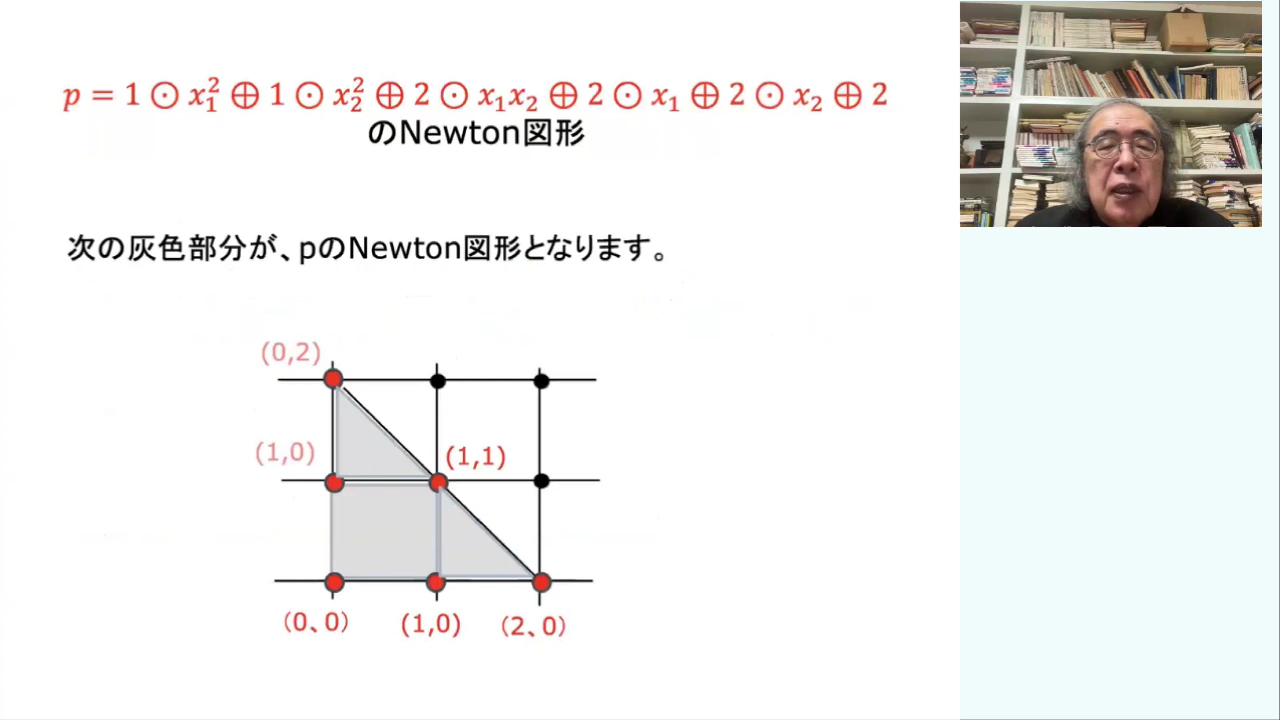 p = 1 ⊙ x₁² ⊕ 1 ⊙ x₂² ⊕ 2 ⊙ x₁x₂ ⊕ 2 ⊙ x₁ ⊕ 2 ⊙ x₂ ⊕ 2
のNewton図形
次の灰色部分が、pのNewton図形となります。
(0,2)
(1,0)
(1,1)
(0、0)
(1,0)
(2、0)